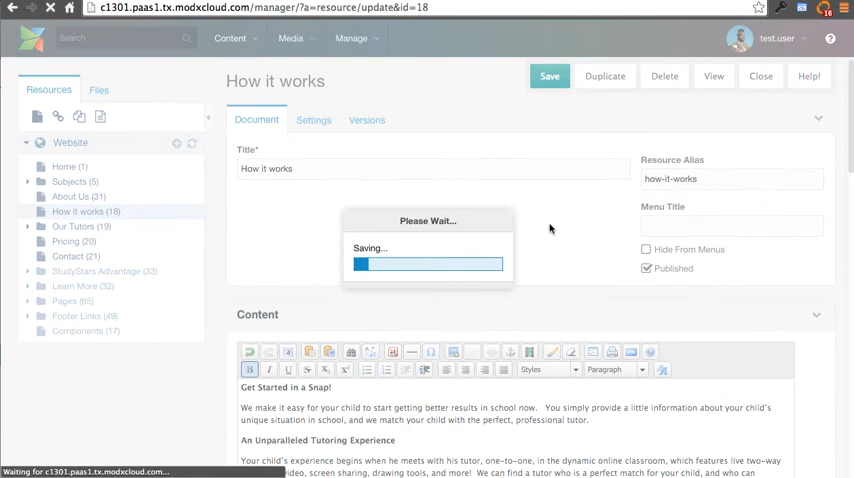 c1301.paas1.tx.modxcloud.com/manager/?a=resource/update&id=18
16
Search
Content
Media
Manage
test.user
Resources
Files
How it works
Save
Duplicate
Delete
View
Close
Help!
Document
Settings
Versions
Website
Home (1)
Subjects (5)
About Us (31)
How it works (18)
Our Tutors (19)
Pricing (20)
Contact (21)
StudyStars Advantage (33)
Learn More (32)
Pages (65)
Footer Links (49)
Components (17)
Title*
How it works
Resource Alias
how-it-works
Menu Title
Hide From Menus
Published
Please Wait...
Saving...
Content
Styles
Paragraph
Get Started in a Snap!
We make it easy for your child to start getting better results in school now. You simply provide a little information about your child's
unique situation in school, and we match your child with the perfect, professional tutor.
An Unparalleled Tutoring Experience
Your child's experience begins when he meets with his tutor, one-to-one, in the dynamic online classroom, which features live two-way
video, screen sharing, drawing tools, and more! We can find a tutor who is a perfect match for your child, and who can
Waiting for c1301.paas1.tx.modxcloud.com...